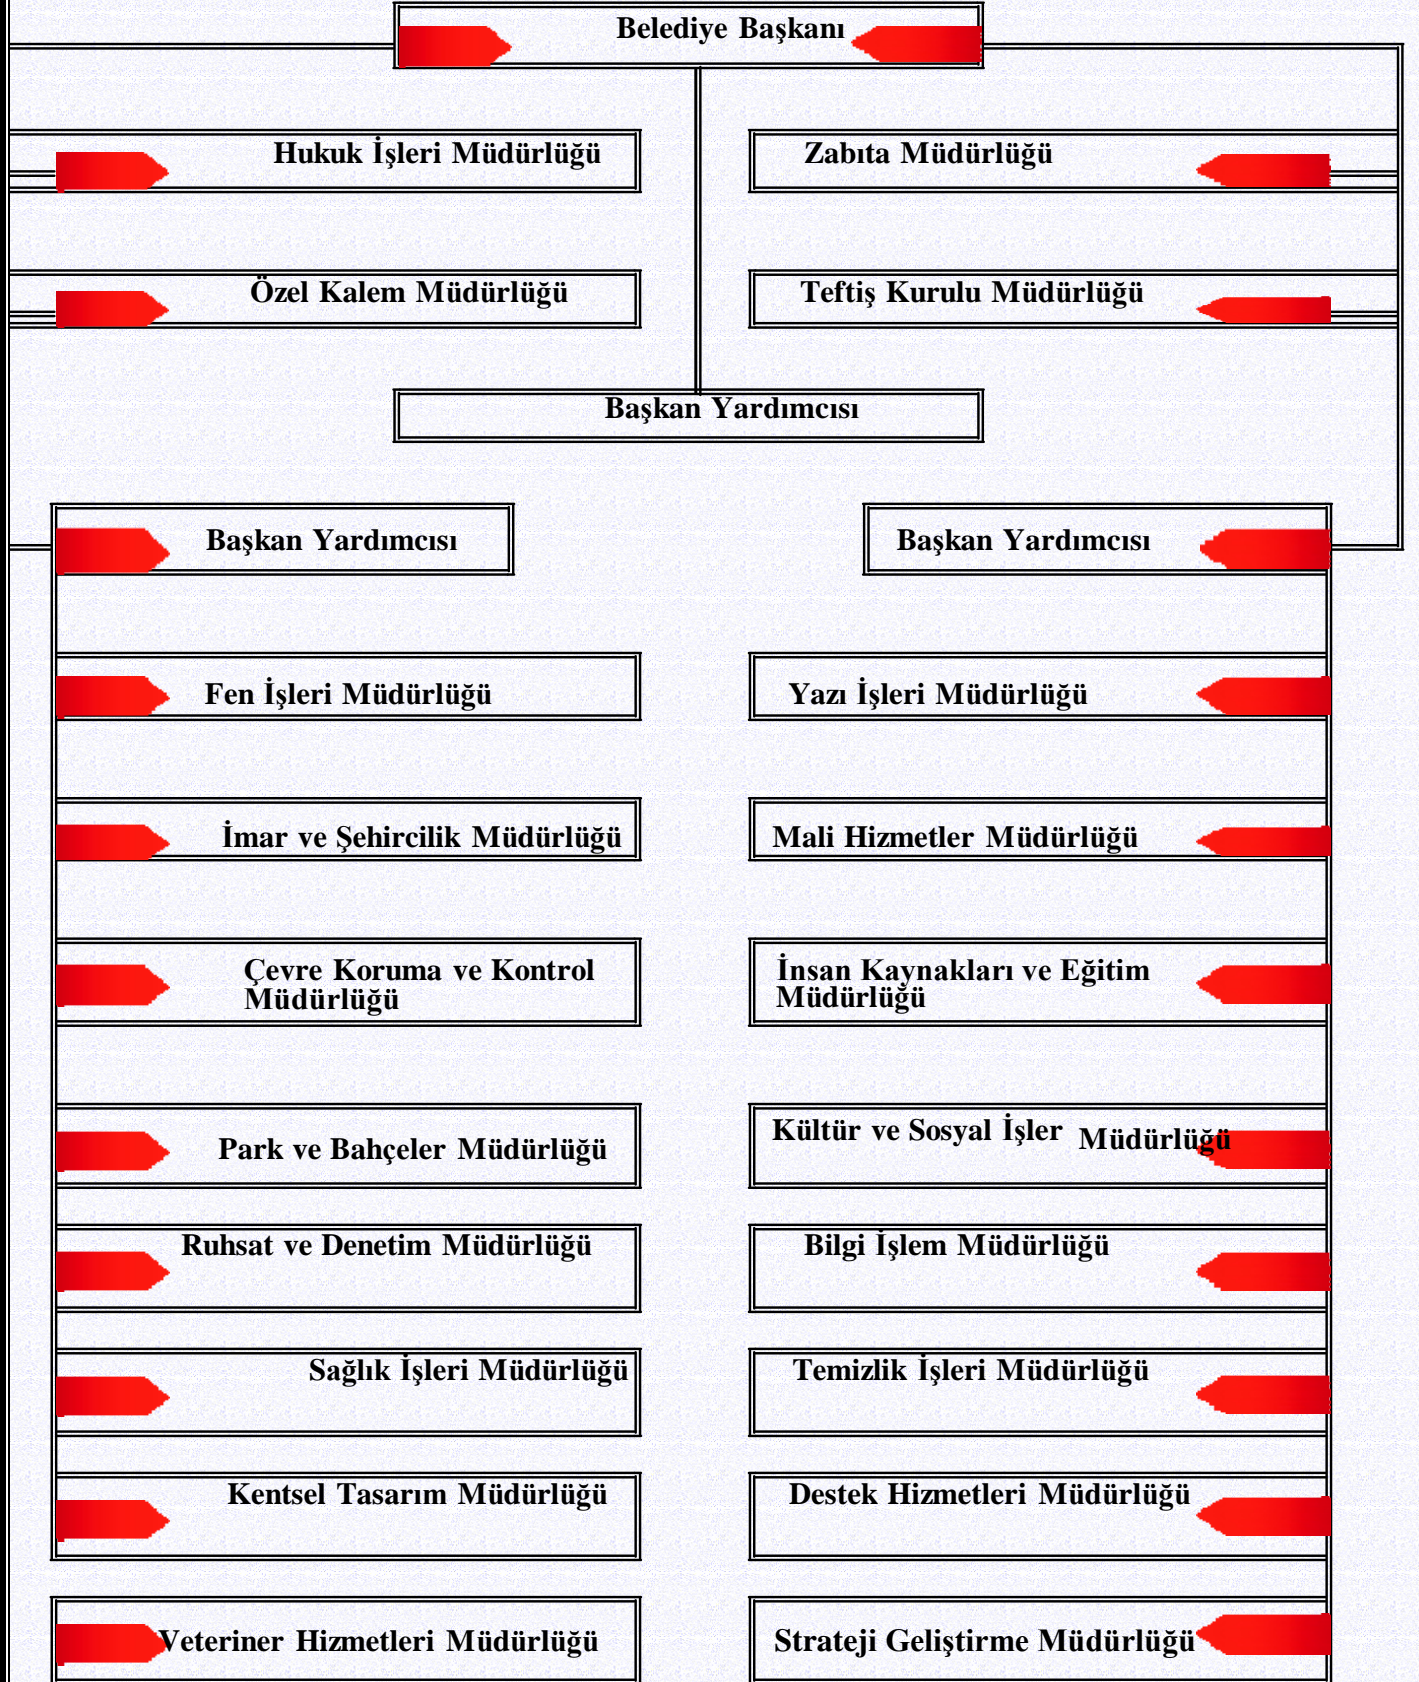 Belediye Başkanı
Hukuk İşleri Müdürlüğü
Zabıta Müdürlüğü
Özel Kalem Müdürlüğü
Teftiş Kurulu Müdürlüğü
Başkan Yardımcısı
Başkan Yardımcısı
Başkan Yardımcısı
Fen İşleri Müdürlüğü
Yazı İşleri Müdürlüğü
İmar ve Şehircilik Müdürlüğü
Mali Hizmetler Müdürlüğü
Çevre Koruma ve Kontrol
Müdürlüğü
İnsan Kaynakları ve Eğitim
Müdürlüğü
Park ve Bahçeler Müdürlüğü
Kültür ve Sosyal İşler Müdürlüğü
Ruhsat ve Denetim Müdürlüğü
Bilgi İşlem Müdürlüğü
Sağlık İşleri Müdürlüğü
Temizlik İşleri Müdürlüğü
Kentsel Tasarım Müdürlüğü
Destek Hizmetleri Müdürlüğü
Veteriner Hizmetleri Müdürlüğü
Strateji Geliştirme Müdürlüğü